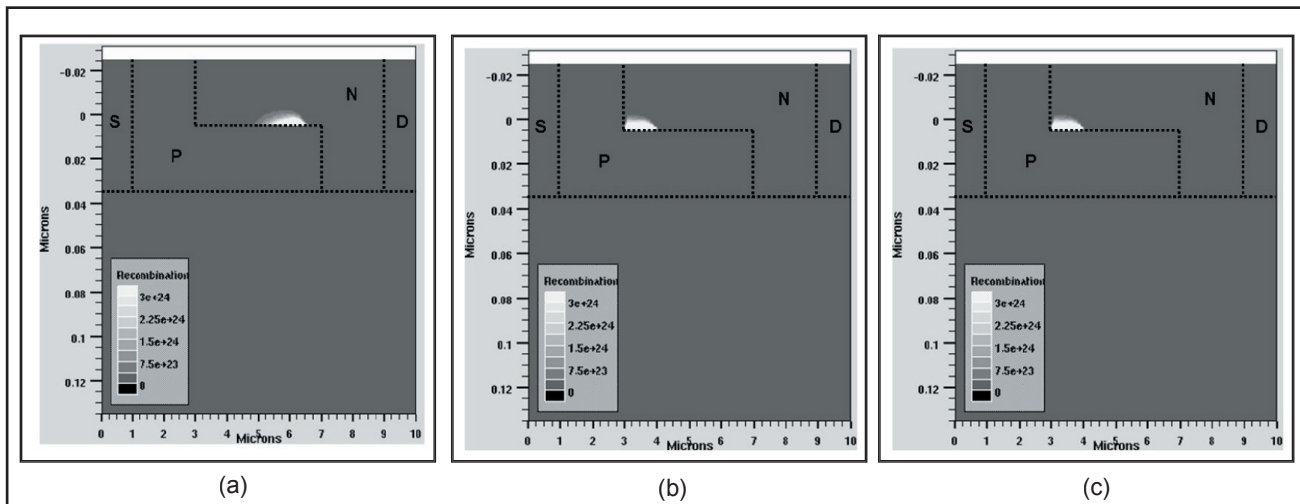 -0.02
0
0.02
0.04
0.06
0.08
0.1
0.12
Microns
S
P
N
D
Recombination
3e+24
2.25e+24
1.5e+24
7.5e+23
0
0 1 2 3 4 5 6 7 8 9 10
Microns
(a)
-0.02
0
0.02
0.04
0.06
0.08
0.1
0.12
Microns
S
P
N
D
Recombination
3e+24
2.25e+24
1.5e+24
7.5e+23
0
0 1 2 3 4 5 6 7 8 9 10
Microns
(b)
-0.02
0
0.02
0.04
0.06
0.08
0.1
0.12
Microns
S
P
N
D
Recombination
3e+24
2.25e+24
1.5e+24
7.5e+23
0
0 1 2 3 4 5 6 7 8 9 10
Microns
(c)